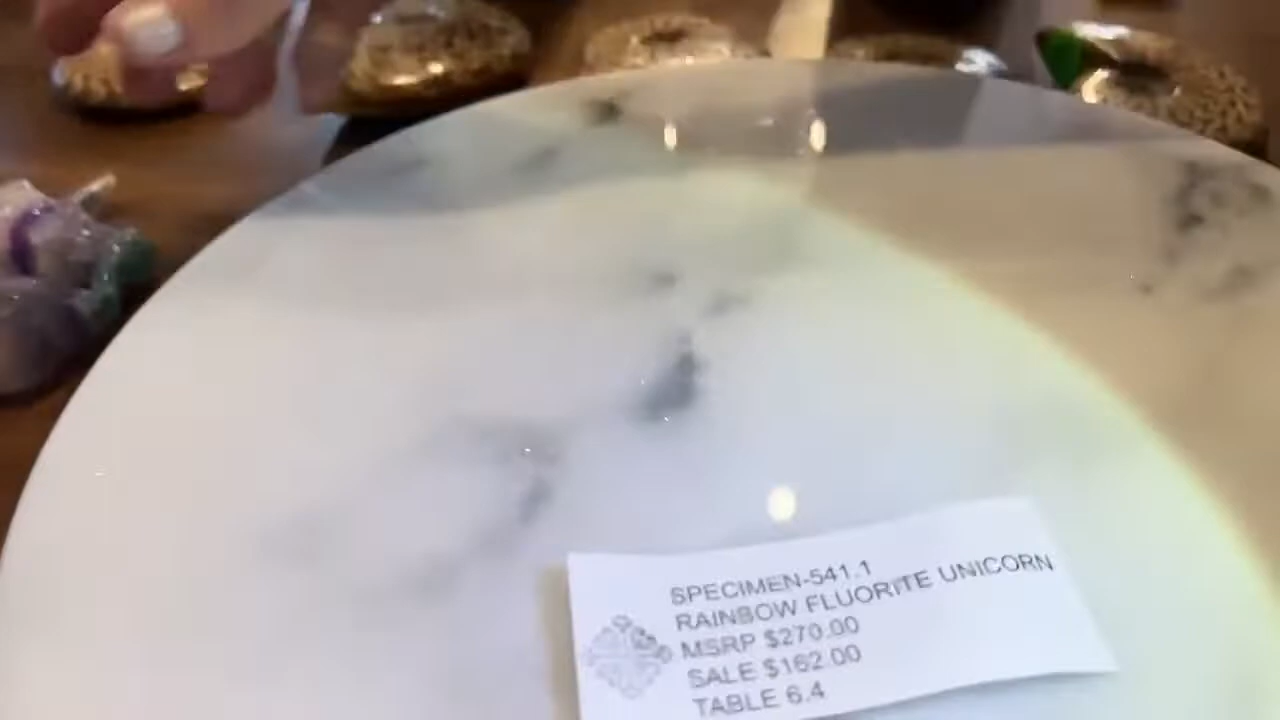 SPECIMEN-541.1
RAINBOW FLUORITE UNICORN
MSRP $270.00
SALE $162.00
TABLE 6.4